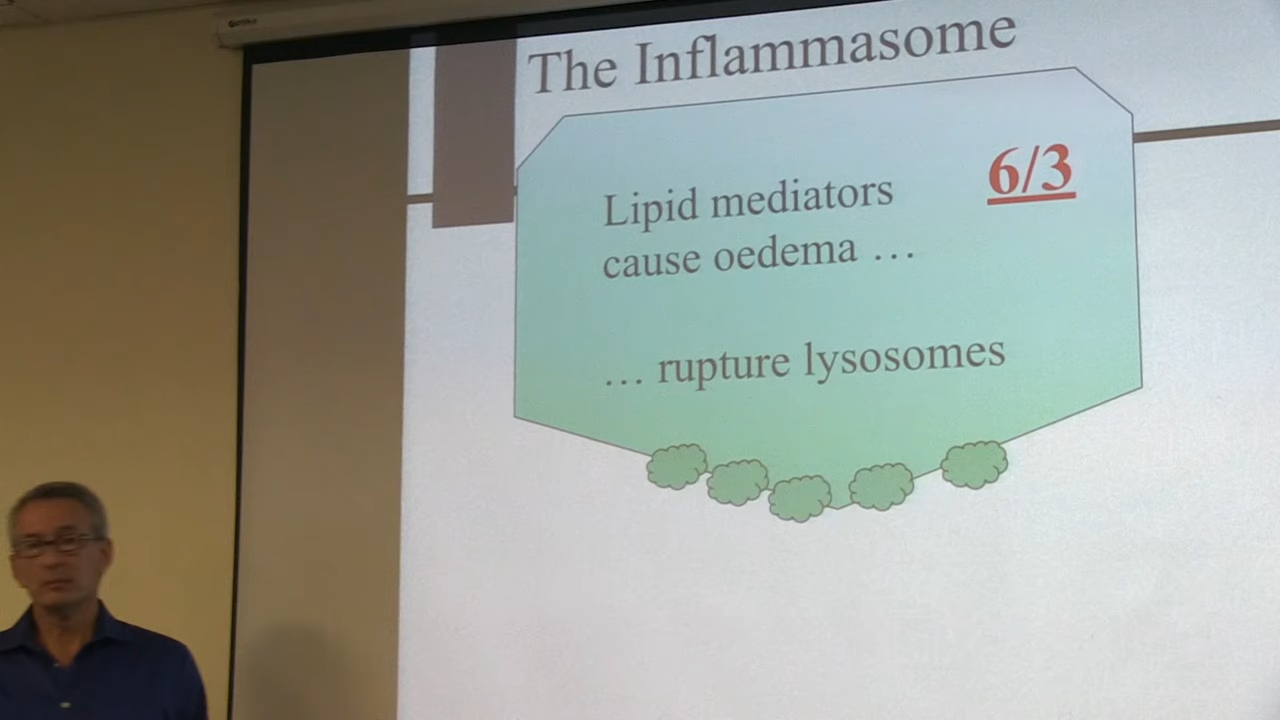 The Inflammasome
6/3
Lipid mediators
cause oedema …
… rupture lysosomes